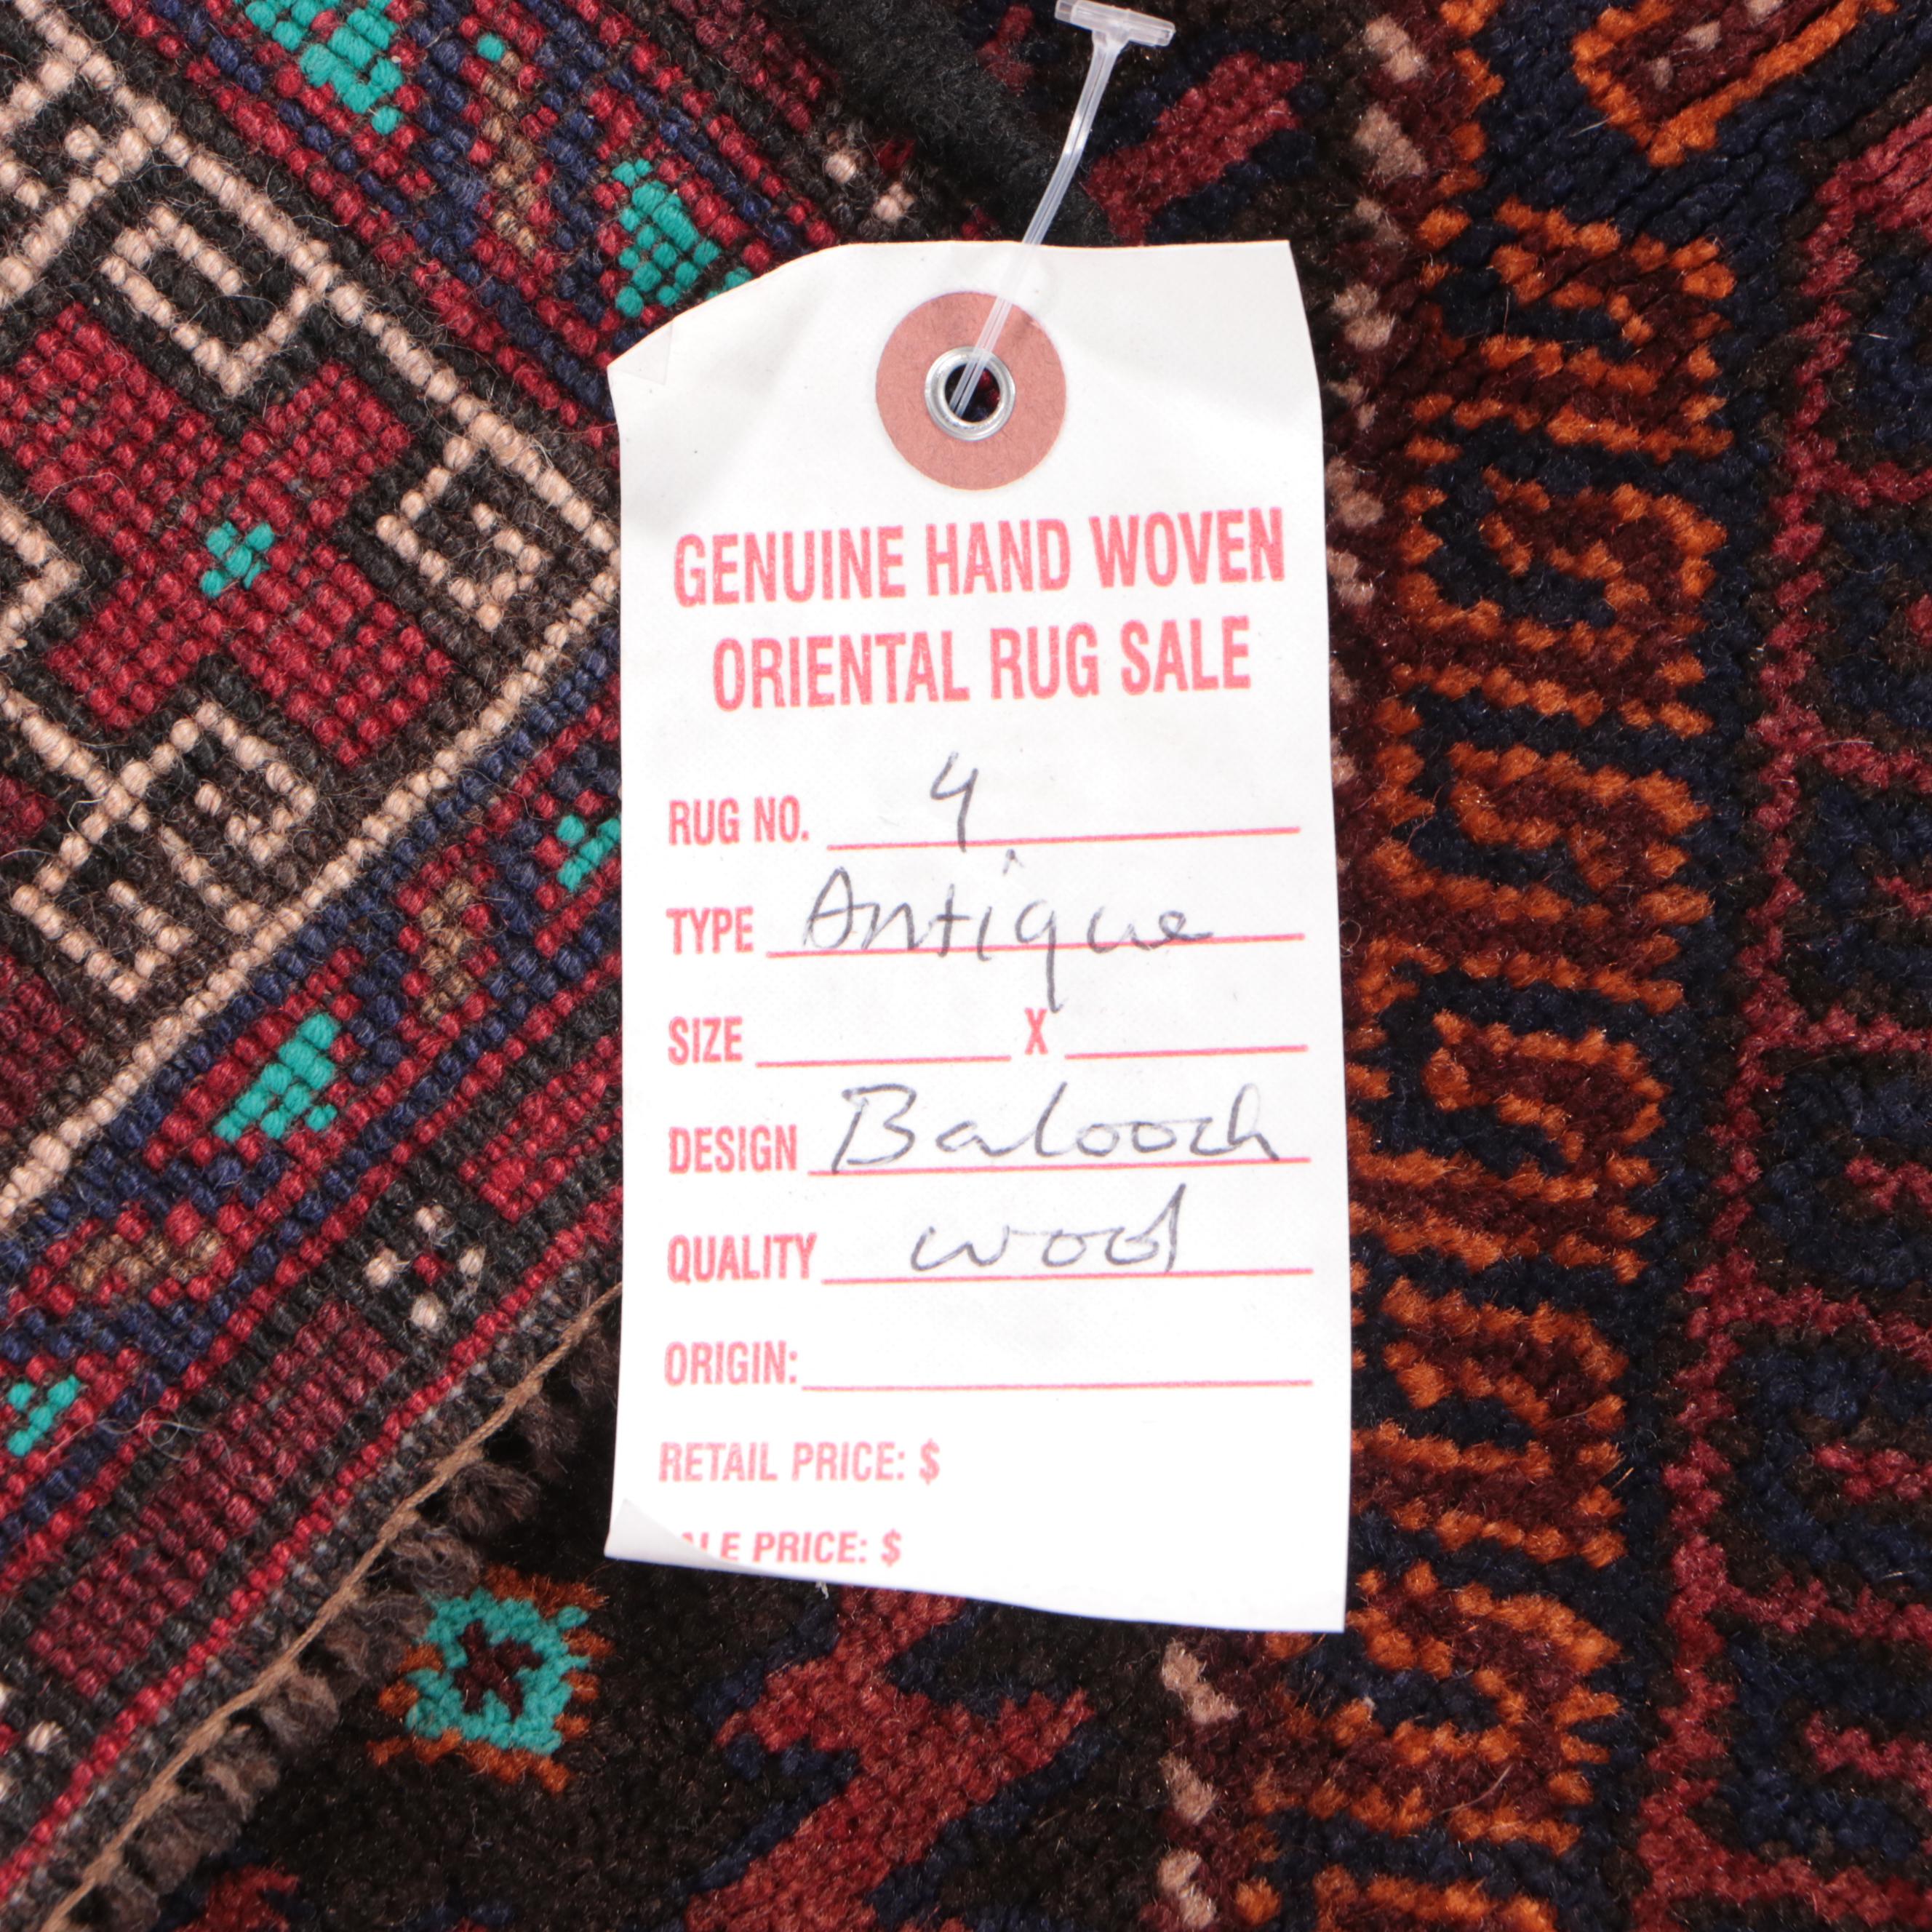 GENUINE HAND WOVEN
ORIENTAL RUG SALE
RUG NO. 4
TYPE Antique
SIZE X
DESIGN Balooch
QUALITY wool
ORIGIN:
RETAIL PRICE: $
ALE PRICE: $